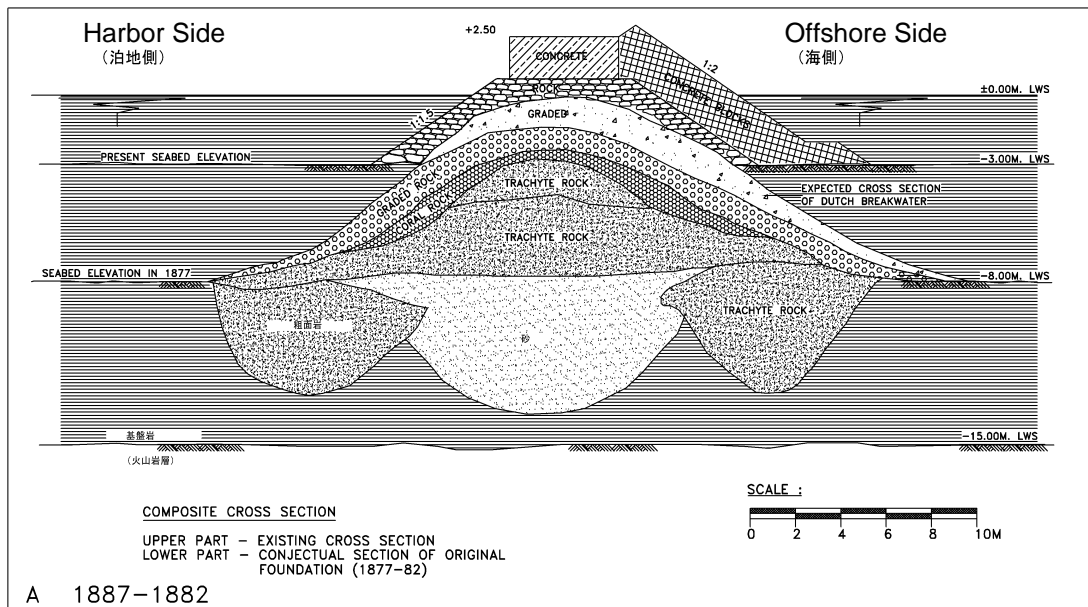 Harbor Side
(泊地側)
Offshore Side
(海側)
+2.50
CONCRETE
1:2
CONCRETE BLOCKS
ROCK
±0.00M. LWS
1:1.5
GRADED
PRESENT SEABED ELEVATION
-3.00M. LWS
GRADED ROCK
CORAL ROCK
TRACHYTE ROCK
EXPECTED CROSS SECTION
OF DUTCH BREAKWATER
TRACHYTE ROCK
SEABED ELEVATION IN 1877
-8.00M. LWS
粗面岩
砂
TRACHYTE ROCK
基盤岩
(火山岩層)
-15.00M. LWS
COMPOSITE CROSS SECTION
UPPER PART - EXISTING CROSS SECTION
LOWER PART - CONJECTUAL SECTION OF ORIGINAL
FOUNDATION (1877-82)
SCALE :
0 2 4 6 8 10M
A 1887-1882